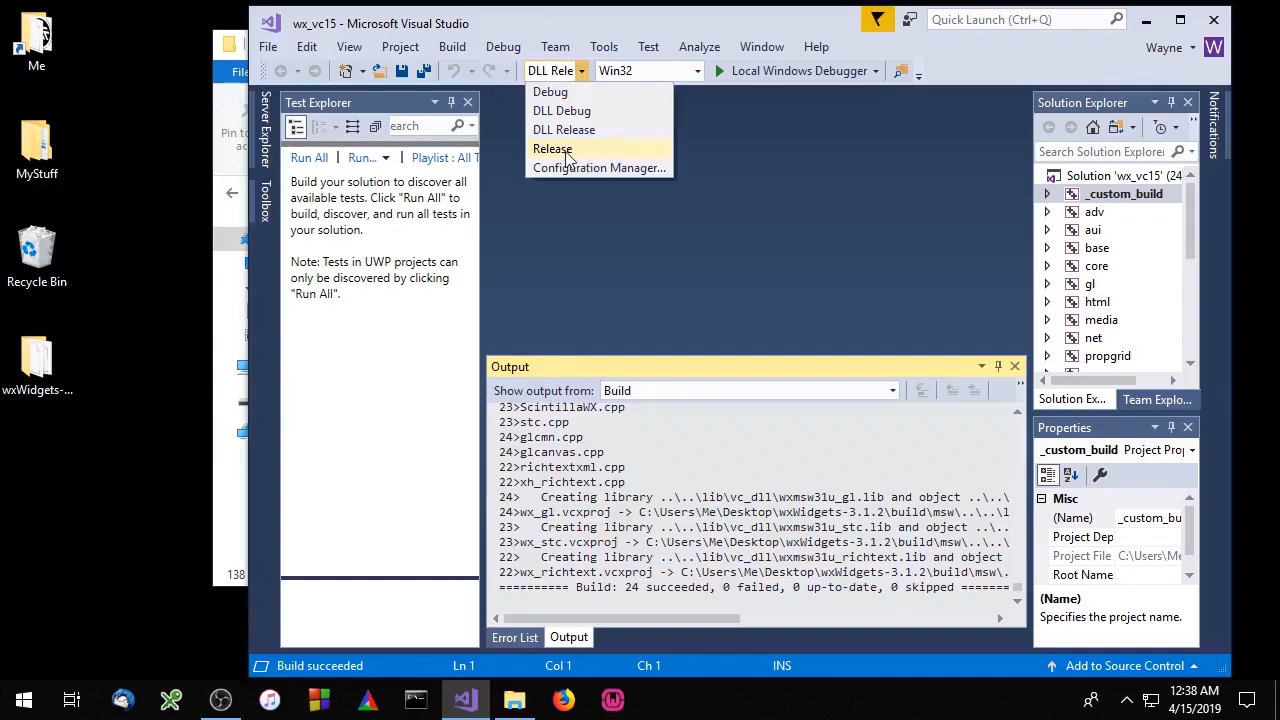 Me
MyStuff
Recycle Bin
wxWidgets-...
File
Pin to
138
wx_vc15 - Microsoft Visual Studio
Quick Launch (Ctrl+Q)
File Edit View Project Build Debug Team Tools Test Analyze Window Help
Wayne W
DLL Rele Win32 Local Windows Debugger
Debug
DLL Debug
DLL Release
Release
Configuration Manager...
Server Explorer
Toolbox
Test Explorer
earch
Run All Run... Playlist : All T
Build your solution to discover all
available tests. Click "Run All" to
build, discover, and run all tests in
your solution.
Note: Tests in UWP projects can
only be discovered by clicking
"Run All".
Output
Show output from: Build
23>ScintillaWX.cpp
23>stc.cpp
24>glcmn.cpp
24>glcanvas.cpp
22>richtextxml.cpp
22>xh_richtext.cpp
24>   Creating library ..\..\lib\vc_dll\wxmsw31u_gl.lib and object ..\..\
24>wx_gl.vcxproj -> C:\Users\Me\Desktop\wxWidgets-3.1.2\build\msw\..\..\l
23>   Creating library ..\..\lib\vc_dll\wxmsw31u_stc.lib and object ..\..
23>wx_stc.vcxproj -> C:\Users\Me\Desktop\wxWidgets-3.1.2\build\msw\..\..\
22>   Creating library ..\..\lib\vc_dll\wxmsw31u_richtext.lib and object
22>wx_richtext.vcxproj -> C:\Users\Me\Desktop\wxWidgets-3.1.2\build\msw\.
========== Build: 24 succeeded, 0 failed, 0 up-to-date, 0 skipped =======
Error List Output
Solution Explorer
Search Solution Explorer
Solution 'wx_vc15' (24
_custom_build
adv
aui
base
core
gl
html
media
net
propgrid
Solution Ex... Team Explo...
Notifications
Properties
_custom_build Project Prop
Misc
(Name) _custom_bu
Project Dep
Project File C:\Users\Me
Root Name
(Name)
Specifies the project name.
Build succeeded Ln 1 Col 1 Ch 1 INS Add to Source Control
12:38 AM
4/15/2019